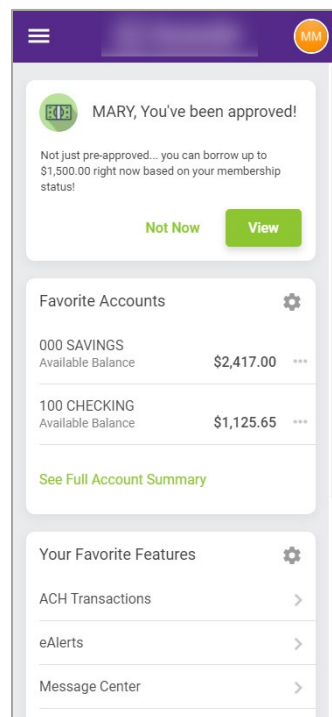 MM
MARY, You've been approved!
Not just pre-approved... you can borrow up to
$1,500.00 right now based on your membership
status!
Not Now View
Favorite Accounts
000 SAVINGS
Available Balance $2,417.00
100 CHECKING
Available Balance $1,125.65
See Full Account Summary
Your Favorite Features
ACH Transactions
eAlerts
Message Center